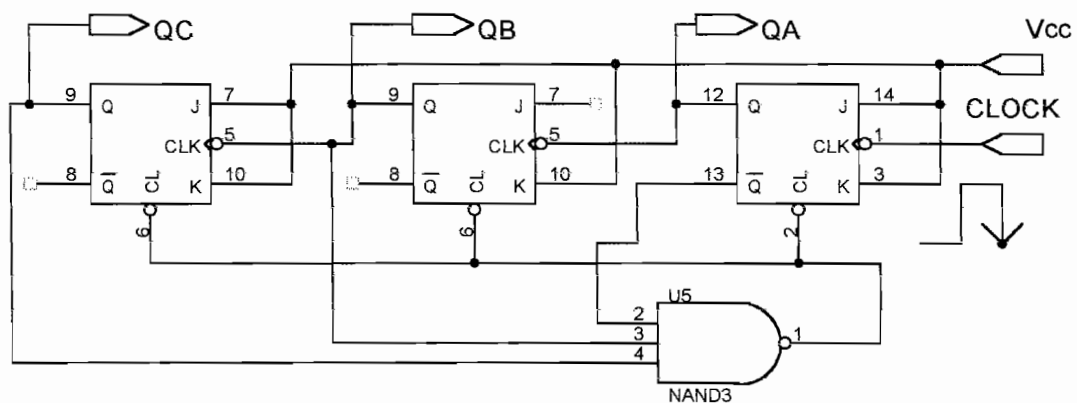 QC
QB
QA
Vcc
9 Q J 7
9 Q J 7
12 Q J 14
CLOCK
CLK 5
CLK 5
CLK 1
8 Q CL K 10
8 Q CL K 10
13 Q CL K 3
6
6
2
U5
2
3
4
1
NAND3